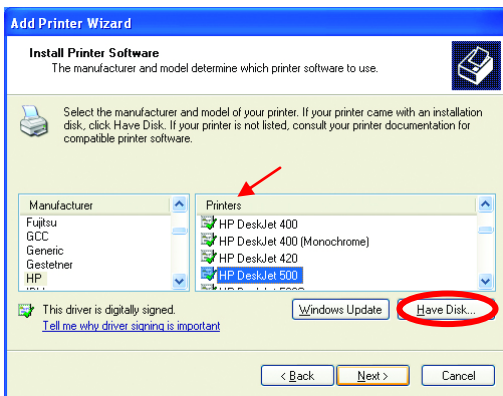 Add Printer Wizard
Install Printer Software
The manufacturer and model determine which printer software to use.
Select the manufacturer and model of your printer. If your printer came with an installation
disk, click Have Disk. If your printer is not listed, consult your printer documentation for
compatible printer software.
Manufacturer
Fujitsu
GCC
Generic
Gestetner
HP
Printers
HP DeskJet 400
HP DeskJet 400 (Monochrome)
HP DeskJet 420
HP DeskJet 500
This driver is digitally signed.
Tell me why driver signing is important
Windows Update
Have Disk...
< Back
Next >
Cancel